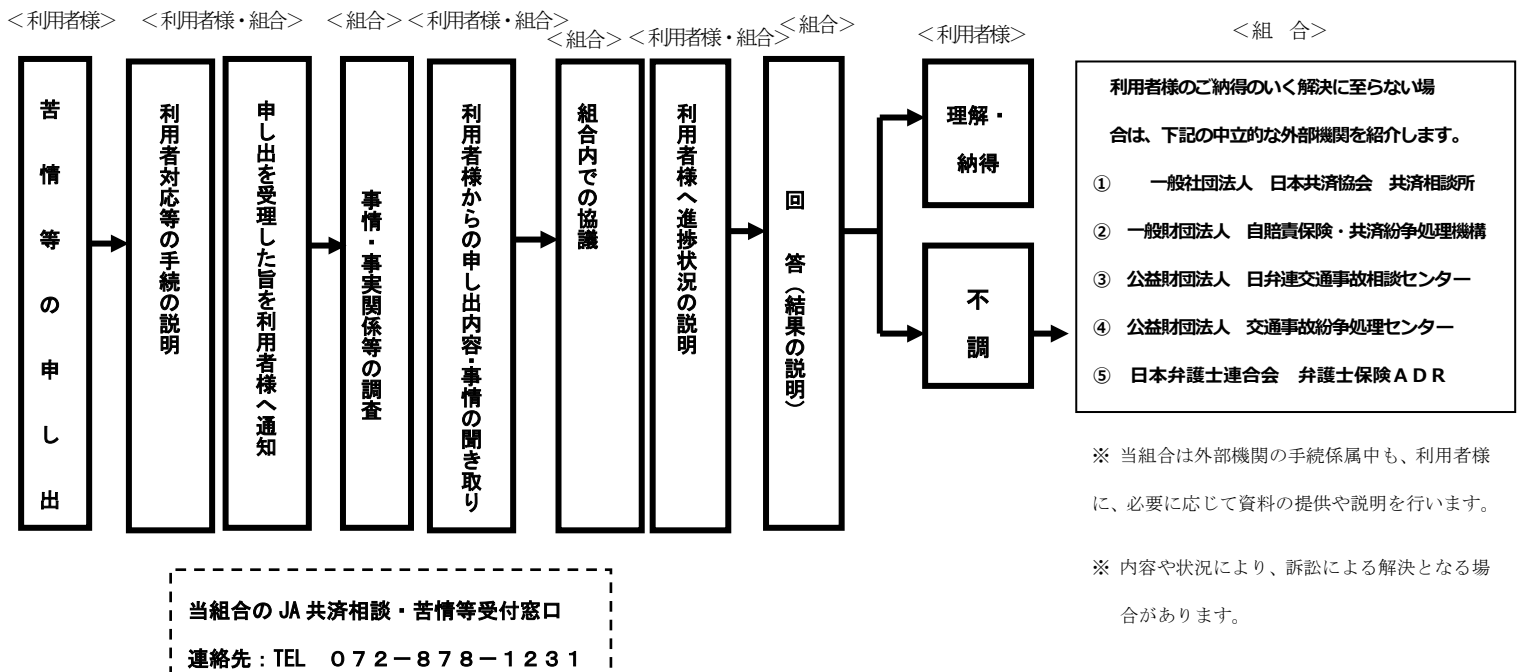 ＜利用者様＞
＜利用者様・組合＞
＜組合＞
＜利用者様・組合＞
＜組合＞
＜利用者様・組合＞
＜組合＞
＜利用者様＞
＜組　合＞
苦情等の申し出
利用者対応等の手続の説明
申し出を受理した旨を利用者様へ通知
事情・事実関係等の調査
利用者様からの申し出内容・事情の聞き取り
組合内での協議
利用者様へ進捗状況の説明
回　答（結果の説明）
理解・
納得
不
調
利用者様のご納得のいく解決に至らない場
合は、下記の中立的な外部機関を紹介します。
①　一般社団法人　日本共済協会　共済相談所
②　一般財団法人　自賠責保険・共済紛争処理機構
③　公益財団法人　日弁連交通事故相談センター
④　公益財団法人　交通事故紛争処理センター
⑤　日本弁護士連合会　弁護士保険ＡＤＲ
※ 当組合は外部機関の手続係属中も、利用者様
に、必要に応じて資料の提供や説明を行います。
※ 内容や状況により、訴訟による解決となる場
合があります。
当組合の JA 共済相談・苦情等受付窓口
連絡先：TEL　０７２－８７８－１２３１